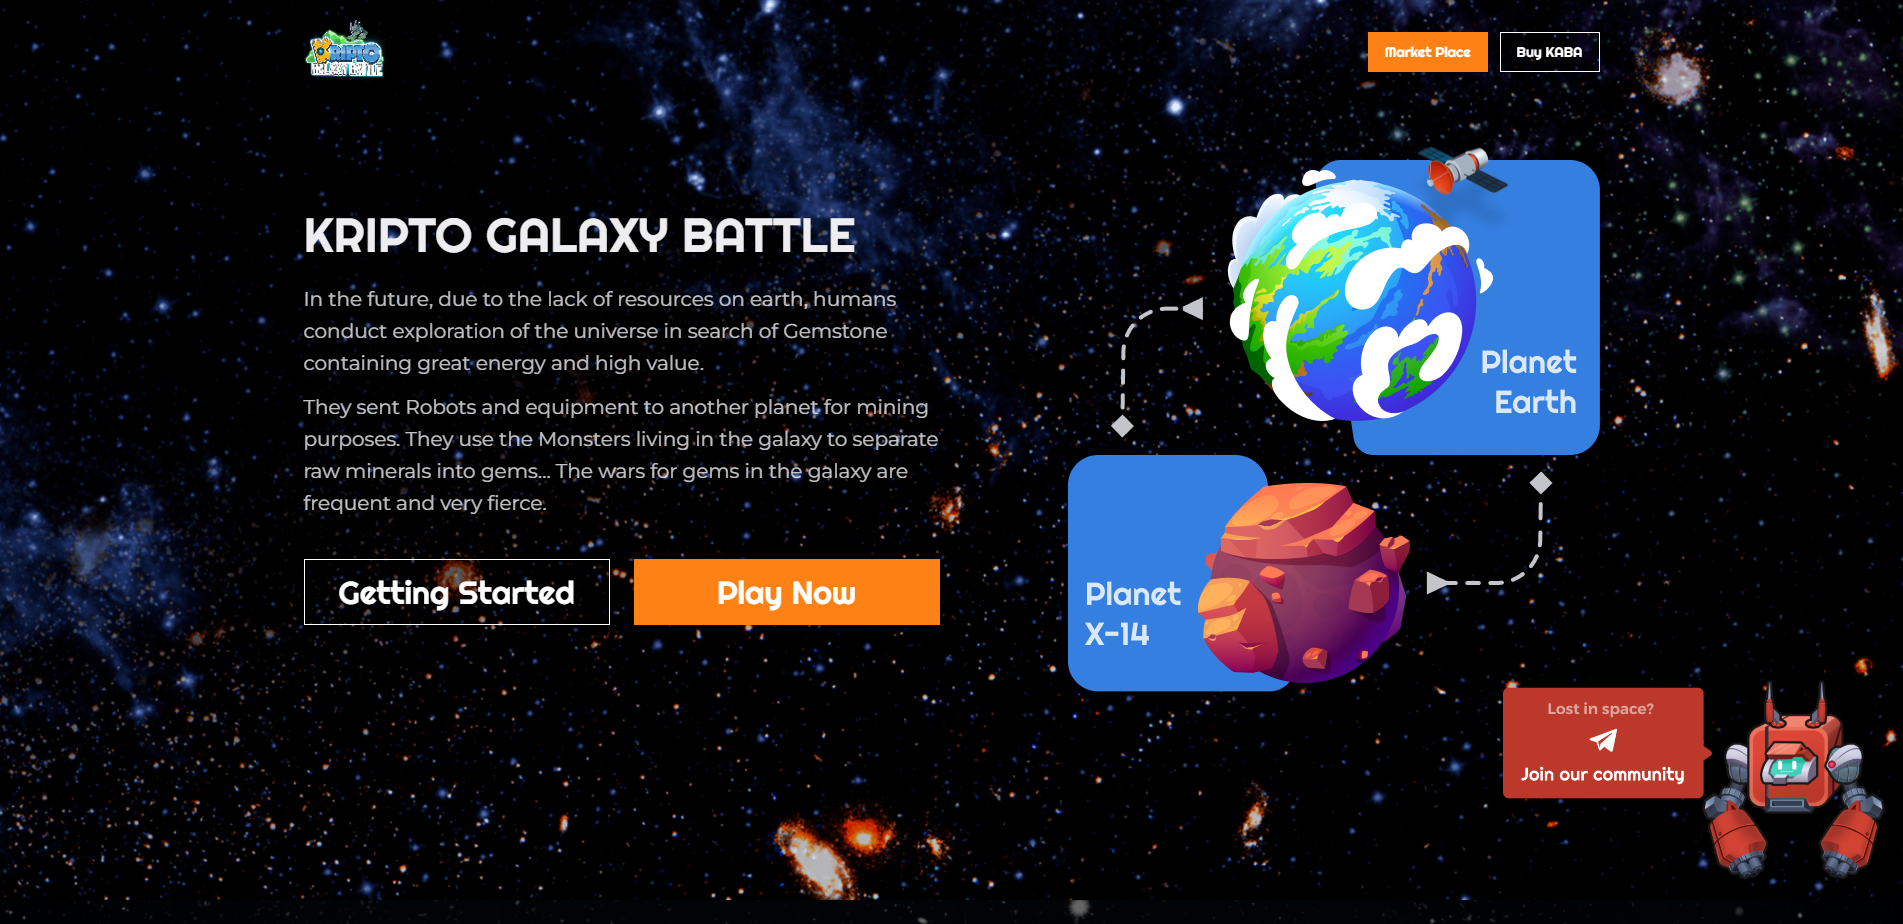 KRIPTO
GALAXY BATTLE
Market Place
Buy KABA
KRIPTO GALAXY BATTLE
In the future, due to the lack of resources on earth, humans
conduct exploration of the universe in search of Gemstone
containing great energy and high value.
They sent Robots and equipment to another planet for mining
purposes. They use the Monsters living in the galaxy to separate
raw minerals into gems... The wars for gems in the galaxy are
frequent and very fierce.
Getting Started
Play Now
Planet
Earth
Planet
X-14
Lost in space?
Join our community